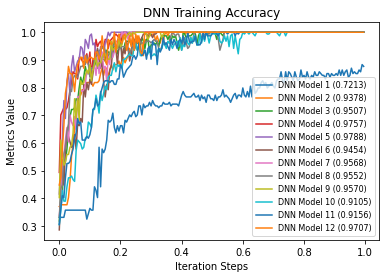 DNN Training Accuracy
Metrics Value
1.0
0.9
0.8
0.7
0.6
0.5
0.4
0.3
DNN Model 1 (0.7213)
DNN Model 2 (0.9378)
DNN Model 3 (0.9507)
DNN Model 4 (0.9757)
DNN Model 5 (0.9788)
DNN Model 6 (0.9454)
DNN Model 7 (0.9568)
DNN Model 8 (0.9552)
DNN Model 9 (0.9570)
DNN Model 10 (0.9105)
DNN Model 11 (0.9156)
DNN Model 12 (0.9707)
0.0 0.2 0.4 0.6 0.8 1.0
Iteration Steps